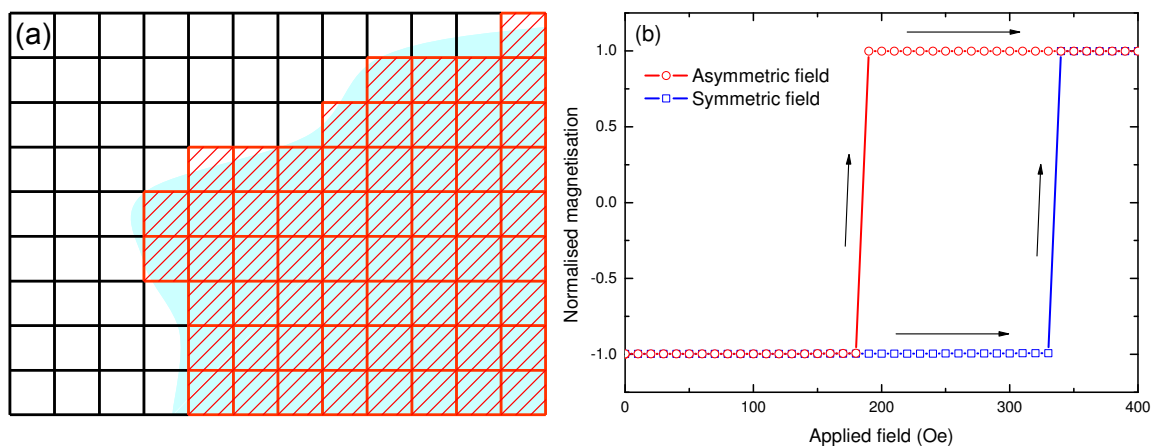 (a)
(b)
Asymmetric field
Symmetric field
Normalised magnetisation
1.0
0.5
0.0
-0.5
-1.0
0
100
200
300
400
Applied field (Oe)